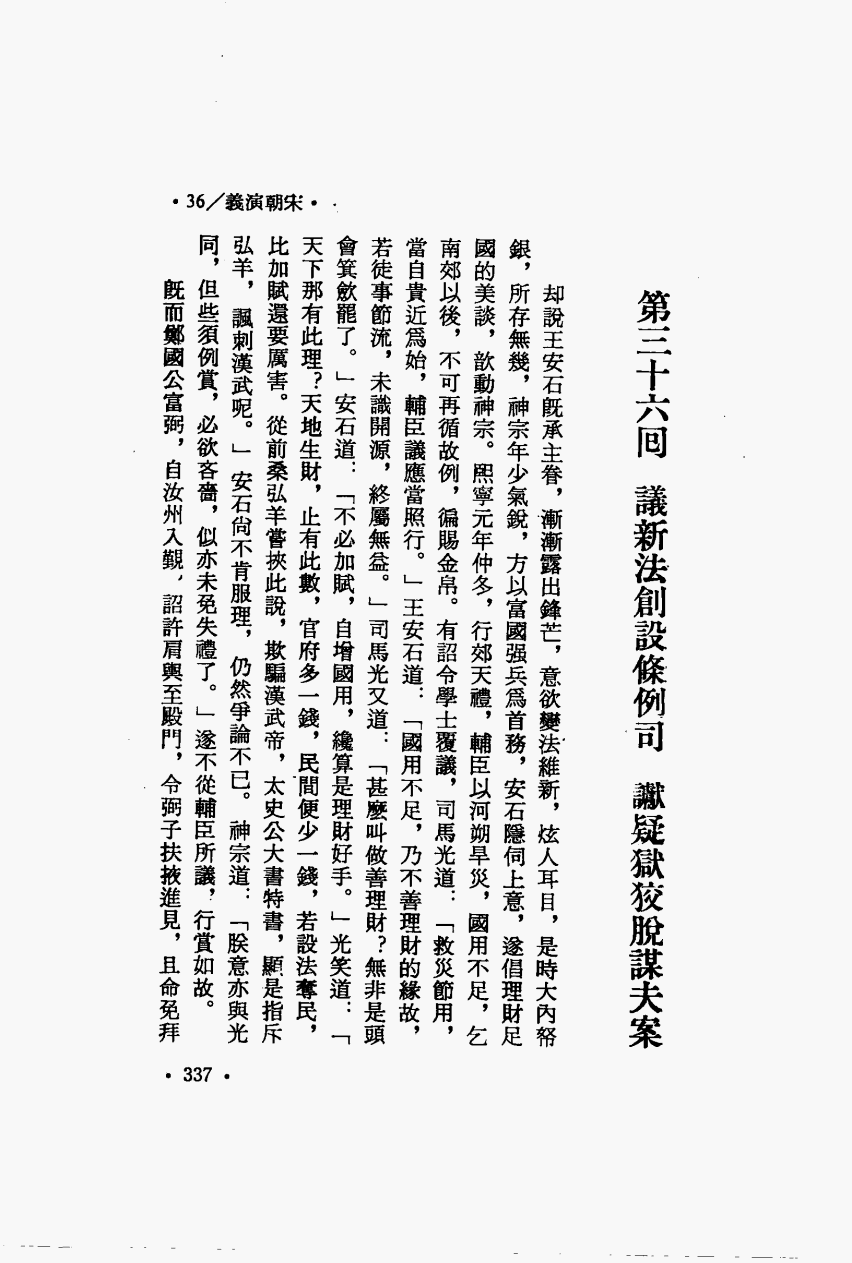 ·36/義演朝宋·
第三十六回 議新法創設條例司 讞疑獄狡脫謀夫案
却說王安石旣承主眷，漸漸露出鋒芒，意欲變法維新，炫人耳目，是時大內帑
銀，所存無幾，神宗年少氣銳，方以富國强兵爲首務，安石隱伺上意，遂倡理財足
國的美談，歆動神宗。熙寧元年仲冬，行郊天禮，輔臣以河朔旱災，國用不足，乞
南郊以後，不可再循故例，徧賜金帛。有詔令學士覆議，司馬光道：「救災節用，
當自貴近爲始，輔臣議應當照行。」王安石道：「國用不足，乃不善理財的緣故，
若徒事節流，未識開源，終屬無益。」司馬光又道：「甚麼叫做善理財？無非是頭
會箕斂罷了。」安石道：「不必加賦，自增國用，纔算是理財好手。」光笑道：「
天下那有此理？天地生財，止有此數，官府多一錢，民間便少一錢，若設法奪民，
比加賦還要厲害。從前桑弘羊嘗挾此說，欺騙漢武帝，太史公大書特書，顯是指斥
弘羊，諷刺漢武呢。」安石尙不肯服理，仍然爭論不已。神宗道：「朕意亦與光
同，但些須例賞，必欲吝嗇，似亦未免失禮了。」遂不從輔臣所議，行賞如故。
旣而鄭國公富弼，自汝州入覲，詔許肩輿至殿門，令弼子扶掖進見，且命免拜
·337·